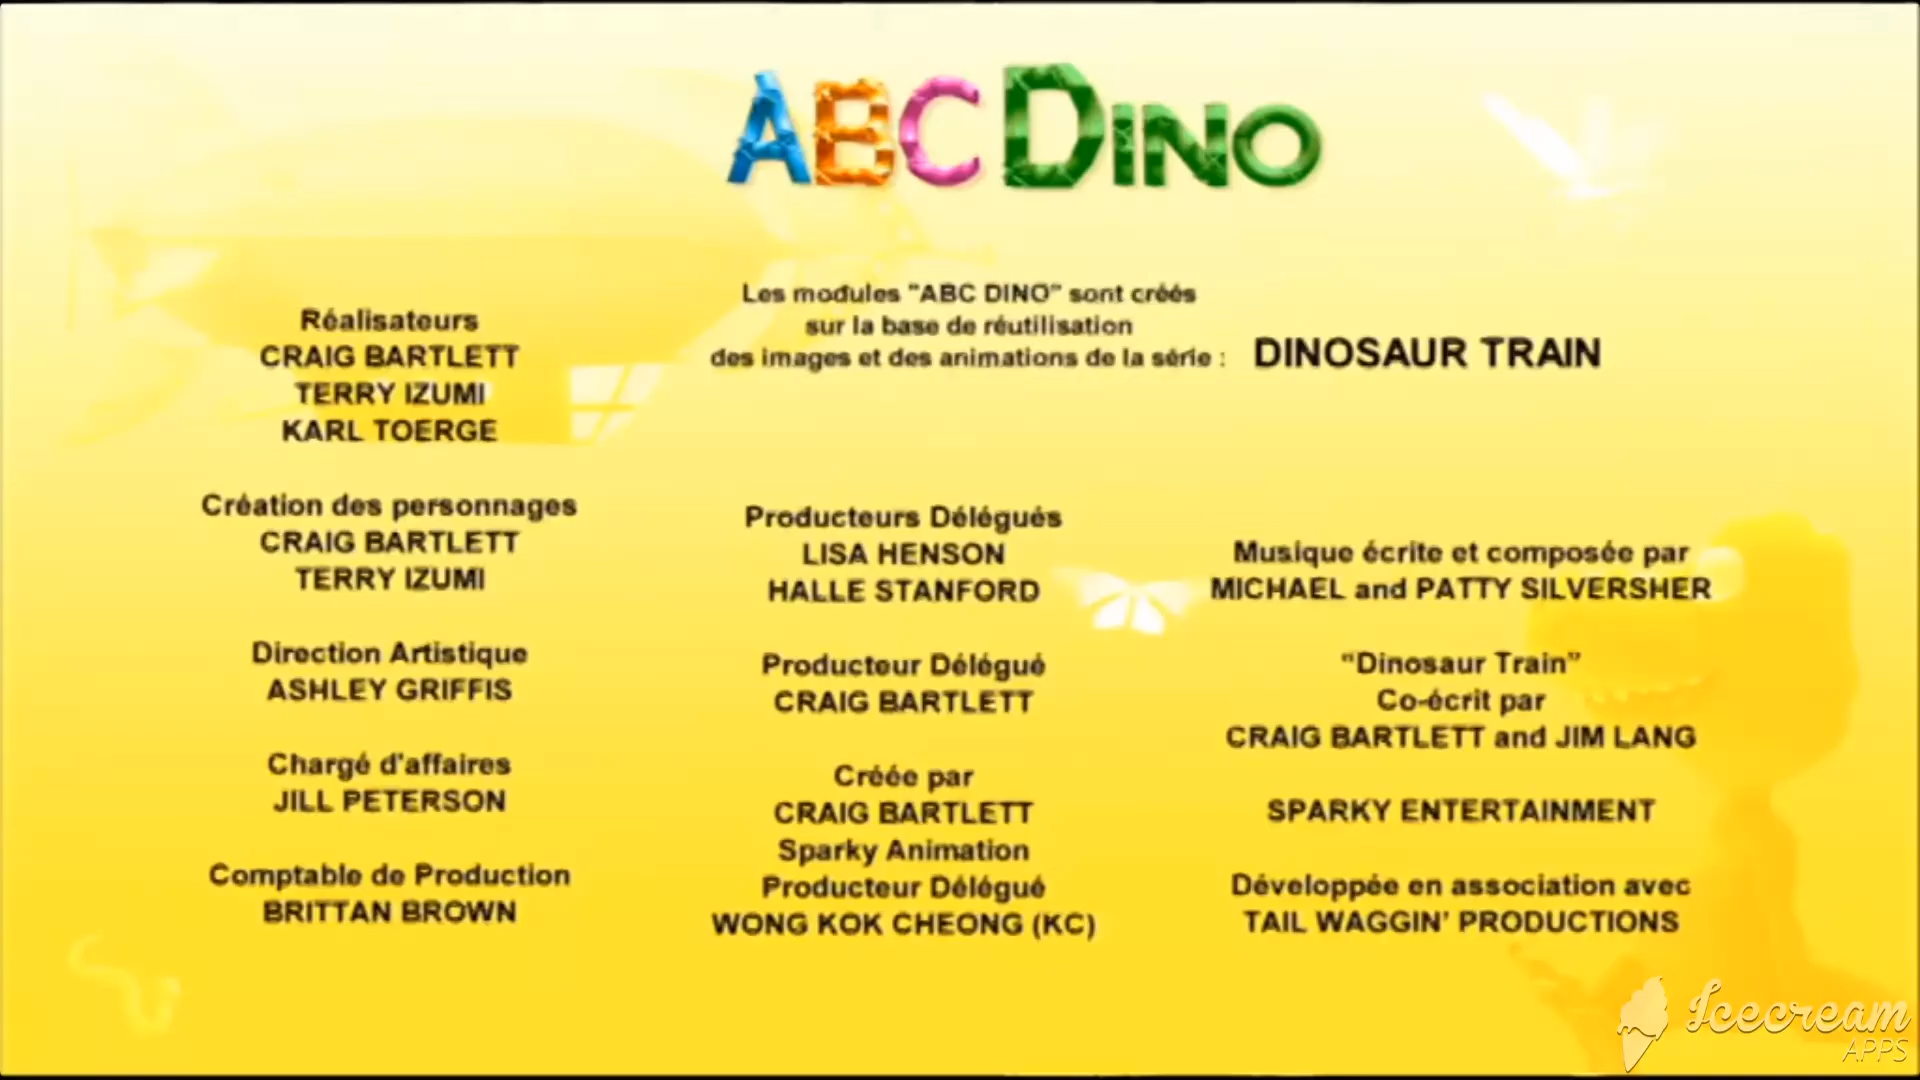 ABC DINO
Les modules "ABC DINO" sont créés
sur la base de réutilisation
des images et des animations de la série : DINOSAUR TRAIN
Réalisateurs
CRAIG BARTLETT
TERRY IZUMI
KARL TOERGE
Création des personnages
CRAIG BARTLETT
TERRY IZUMI
Direction Artistique
ASHLEY GRIFFIS
Chargé d'affaires
JILL PETERSON
Comptable de Production
BRITTAN BROWN
Producteurs Délégués
LISA HENSON
HALLE STANFORD
Producteur Délégué
CRAIG BARTLETT
Créée par
CRAIG BARTLETT
Sparky Animation
Producteur Délégué
WONG KOK CHEONG (KC)
Musique écrite et composée par
MICHAEL and PATTY SILVERSHER
“Dinosaur Train”
Co-écrit par
CRAIG BARTLETT and JIM LANG
SPARKY ENTERTAINMENT
Développée en association avec
TAIL WAGGIN’ PRODUCTIONS
Icecream
APPS